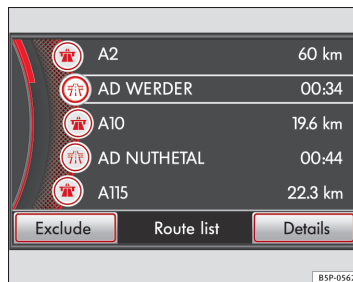 A2 60 km
AD WERDER 00:34
A10 19.6 km
AD NUTHETAL 00:44
A115 22.3 km
Exclude Route list Details
B5P-0562